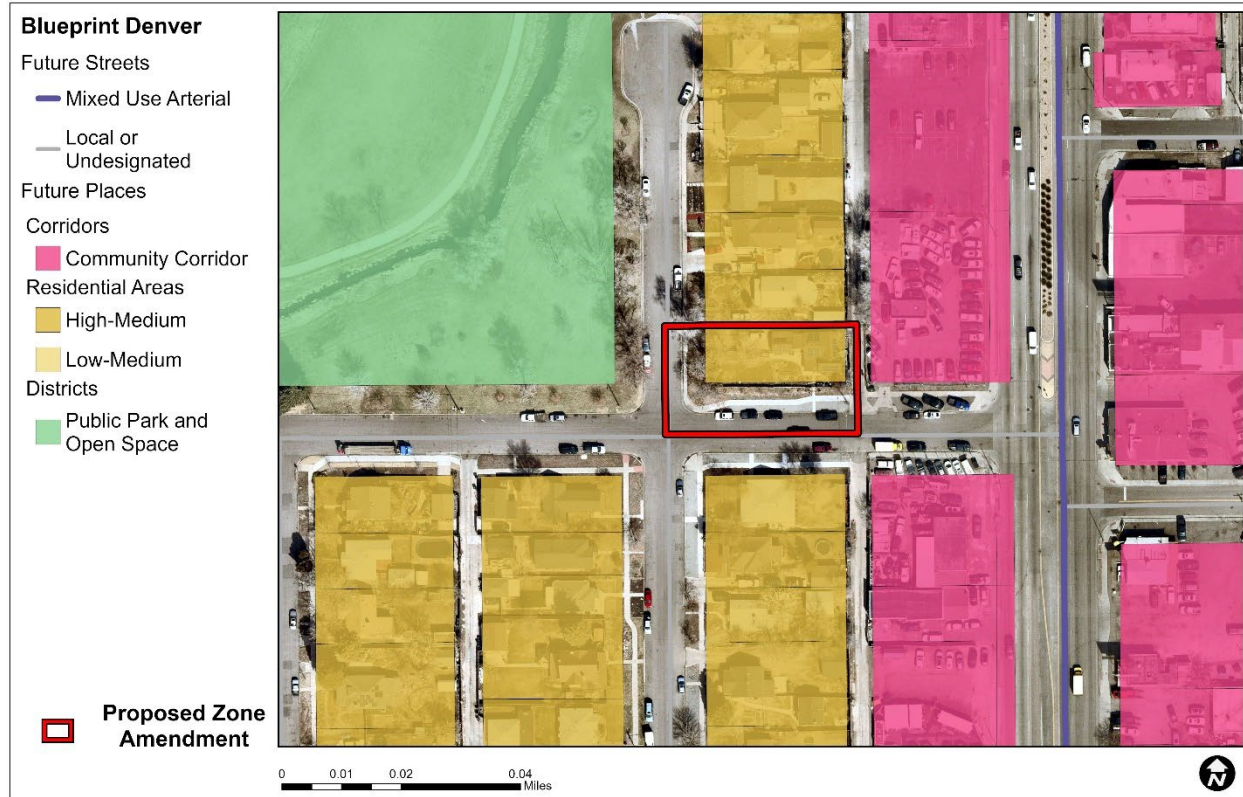 Blueprint Denver
Future Streets
Mixed Use Arterial
Local or
Undesignated
Future Places
Corridors
Community Corridor
Residential Areas
High-Medium
Low-Medium
Districts
Public Park and
Open Space
Proposed Zone
Amendment
0 0.01 0.02 0.04
Miles
N